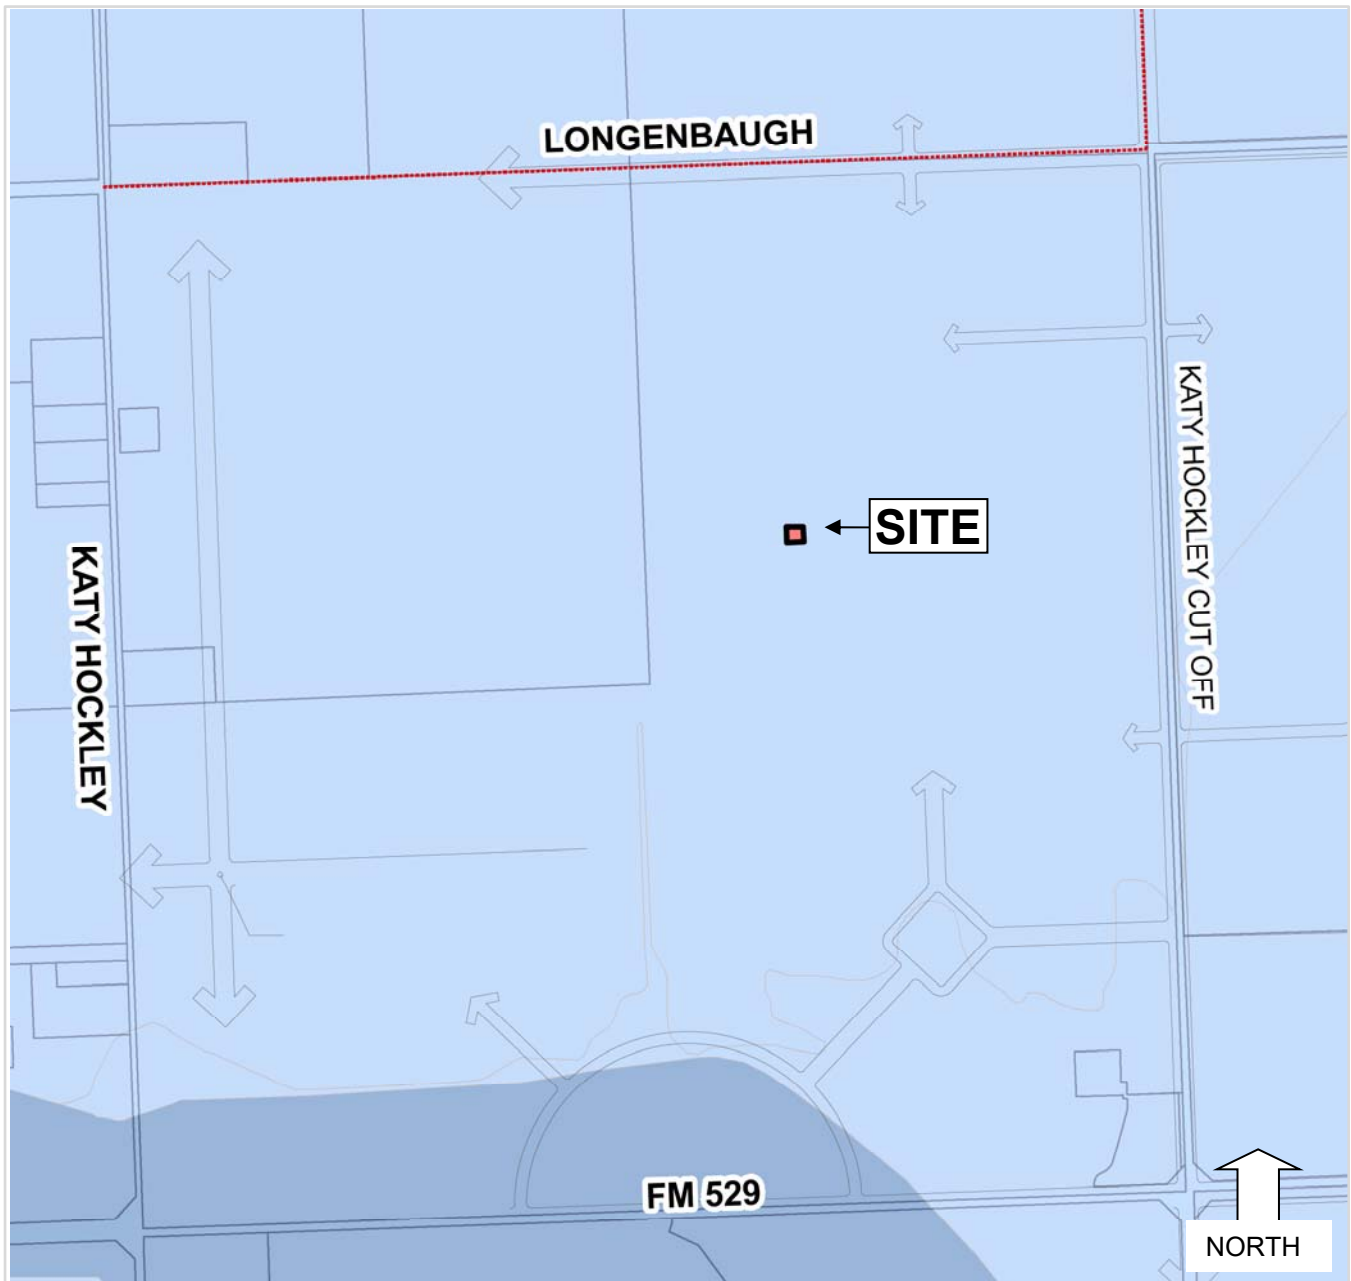 LONGENBAUGH
KATY HOCKLEY CUT OFF
SITE
KATY HOCKLEY
FM 529
NORTH